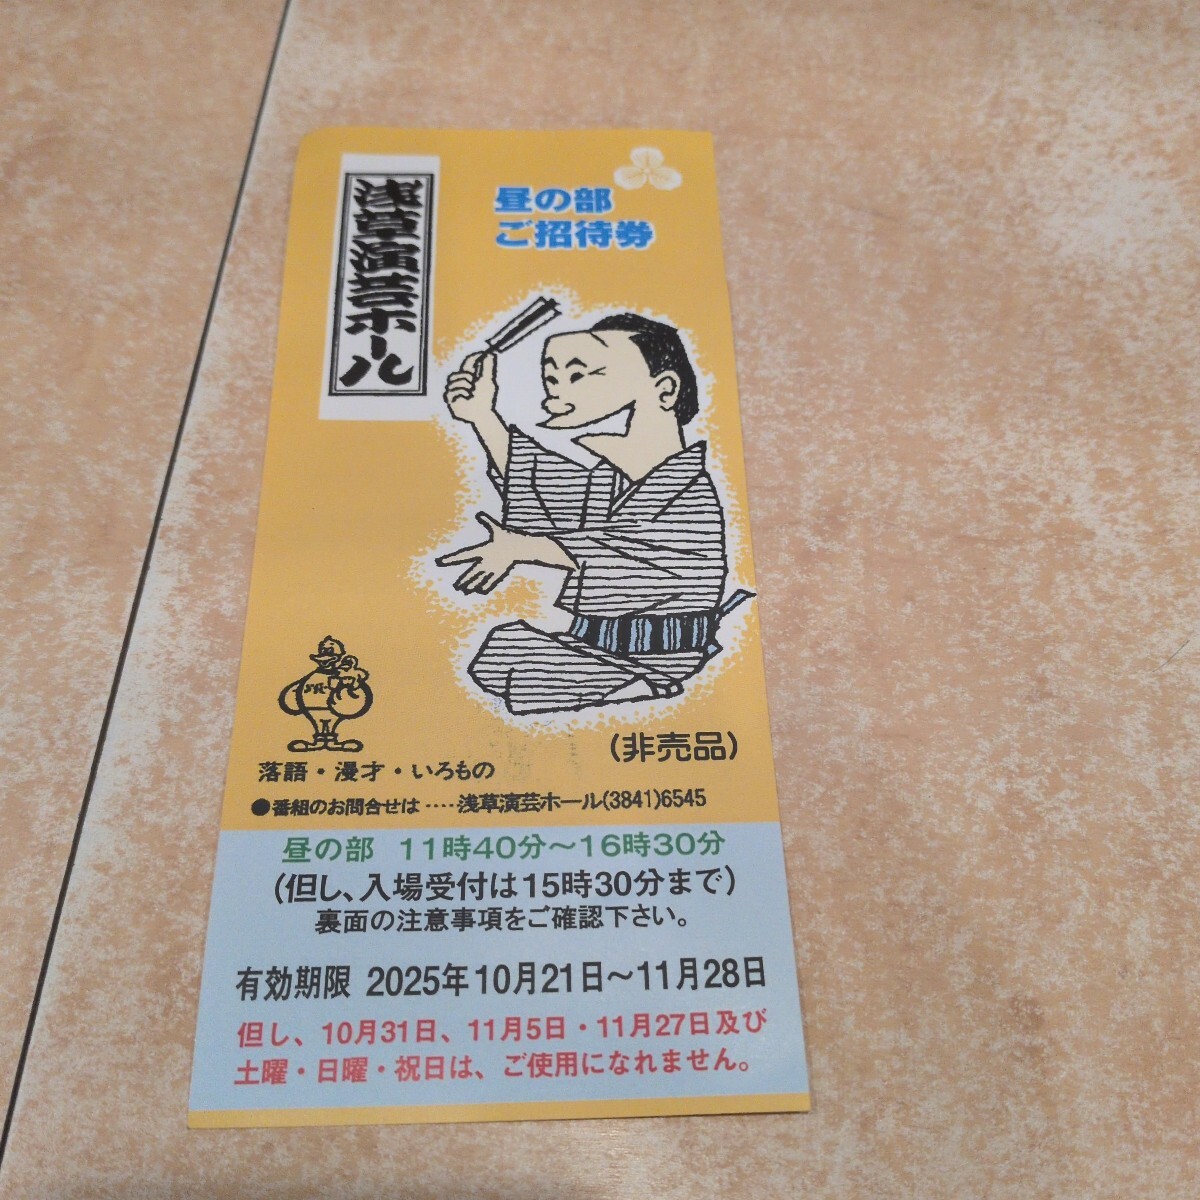 浅草演芸ホール
昼の部
ご招待券
(非売品)
落語・漫才・いろもの
●番組のお問合せは‥‥浅草演芸ホール(3841)6545
昼の部 11時40分〜16時30分
(但し、入場受付は15時30分まで)
裏面の注意事項をご確認下さい。
有効期限 2025年10月21日〜11月28日
但し、10月31日、11月5日・11月27日及び
土曜・日曜・祝日は、ご使用になれません。